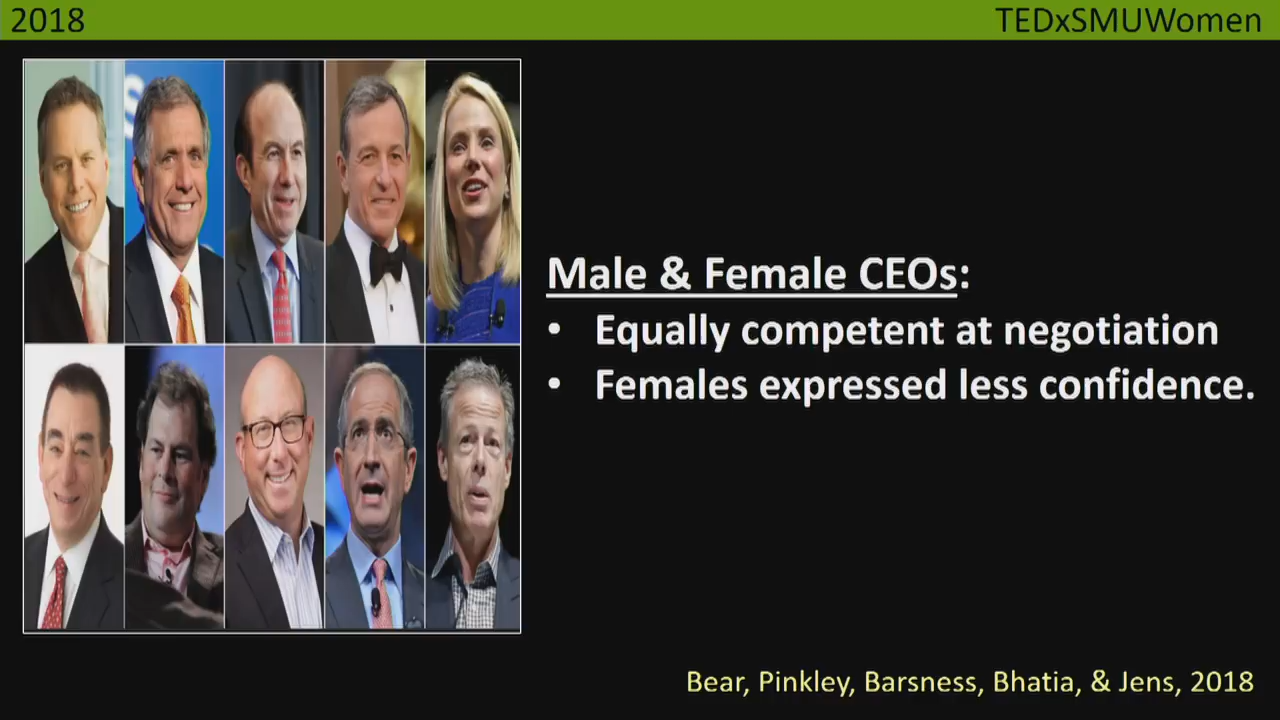 2018
TEDxSMUWomen
Male & Female CEOs:
• Equally competent at negotiation
• Females expressed less confidence.
Bear, Pinkley, Barsness, Bhatia, & Jens, 2018